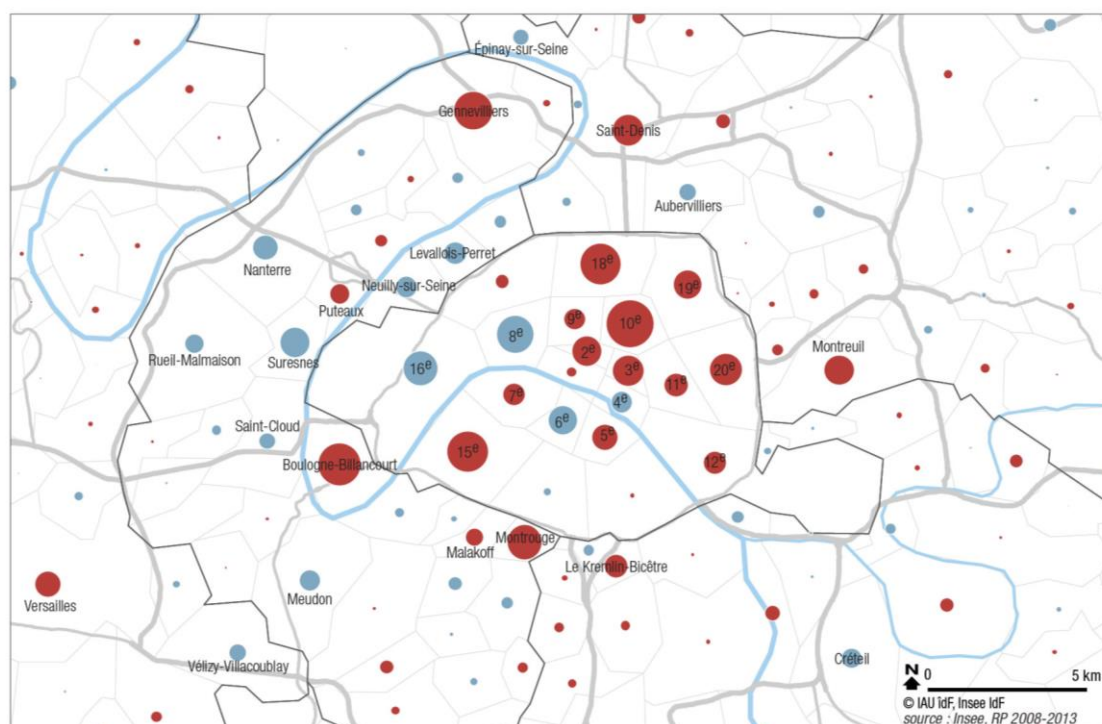 Épinay-sur-Seine
Gennevilliers
Saint-Denis
Aubervilliers
Nanterre
Levallois-Perret
Neuilly-sur-Seine
Puteaux
18e
19e
9e
10e
8e
2e
Rueil-Malmaison
Suresnes
16e
3e
20e
11e
Montreuil
7e
4e
6e
5e
Saint-Cloud
15e
12e
Boulogne-Billancourt
Malakoff
Montrouge
Le Kremlin-Bicêtre
Versailles
Meudon
Vélizy-Villacoublay
Créteil
N 0 5 km
© IAU îdF, Insee IdF
source : Insee, RP 2008-2013